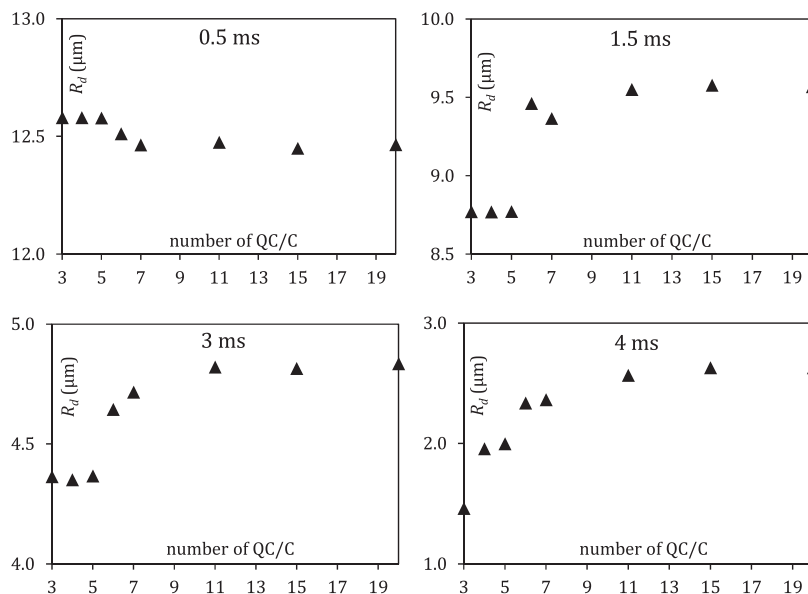 13.0
12.5
12.0
R_d (μm)
0.5 ms
number of QC/C
3 5 7 9 11 13 15 17 19
10.0
9.5
9.0
8.5
R_d (μm)
1.5 ms
number of QC/C
3 5 7 9 11 13 15 17 19
5.0
4.5
4.0
R_d (μm)
3 ms
number of QC/C
3 5 7 9 11 13 15 17 19
3.0
2.0
1.0
R_d (μm)
4 ms
number of QC/C
3 5 7 9 11 13 15 17 19